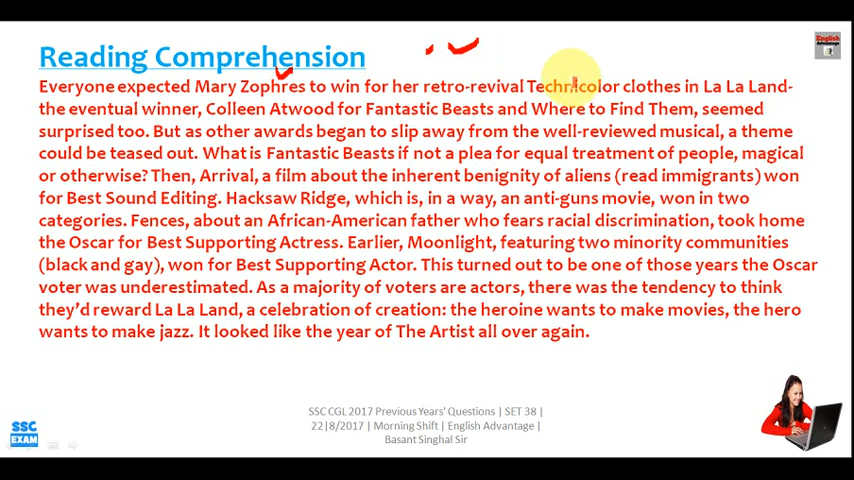 English
Advantage
Reading Comprehension
Everyone expected Mary Zophres to win for her retro-revival Technicolor clothes in La La Land-
the eventual winner, Colleen Atwood for Fantastic Beasts and Where to Find Them, seemed
surprised too. But as other awards began to slip away from the well-reviewed musical, a theme
could be teased out. What is Fantastic Beasts if not a plea for equal treatment of people, magical
or otherwise? Then, Arrival, a film about the inherent benignity of aliens (read immigrants) won
for Best Sound Editing. Hacksaw Ridge, which is, in a way, an anti-guns movie, won in two
categories. Fences, about an African-American father who fears racial discrimination, took home
the Oscar for Best Supporting Actress. Earlier, Moonlight, featuring two minority communities
(black and gay), won for Best Supporting Actor. This turned out to be one of those years the Oscar
voter was underestimated. As a majority of voters are actors, there was the tendency to think
they'd reward La La Land, a celebration of creation: the heroine wants to make movies, the hero
wants to make jazz. It looked like the year of The Artist all over again.
SSC CGL 2017 Previous Years' Questions | SET 38 |
22|8/2017 | Morning Shift | English Advantage |
Basant Singhal Sir
SSC
EXAM